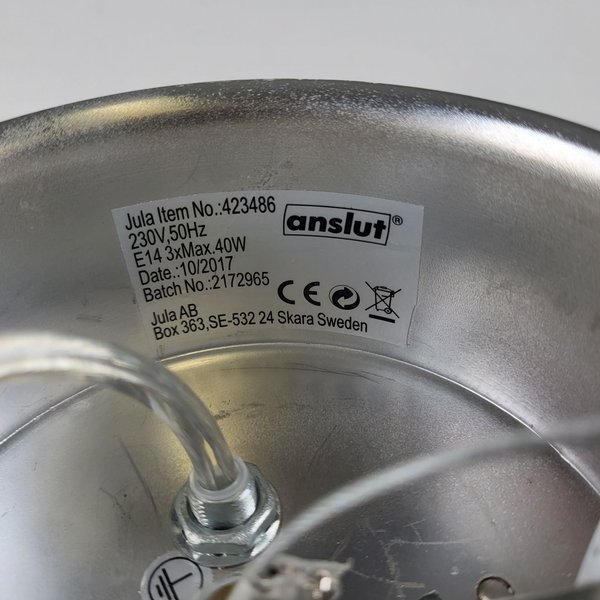 Jula Item No.:423486
anslut®
230V,50Hz
E14 3xMax.40W
Date.:10/2017
Batch No.:2172965
CE
Jula AB
Box 363,SE-532 24 Skara Sweden